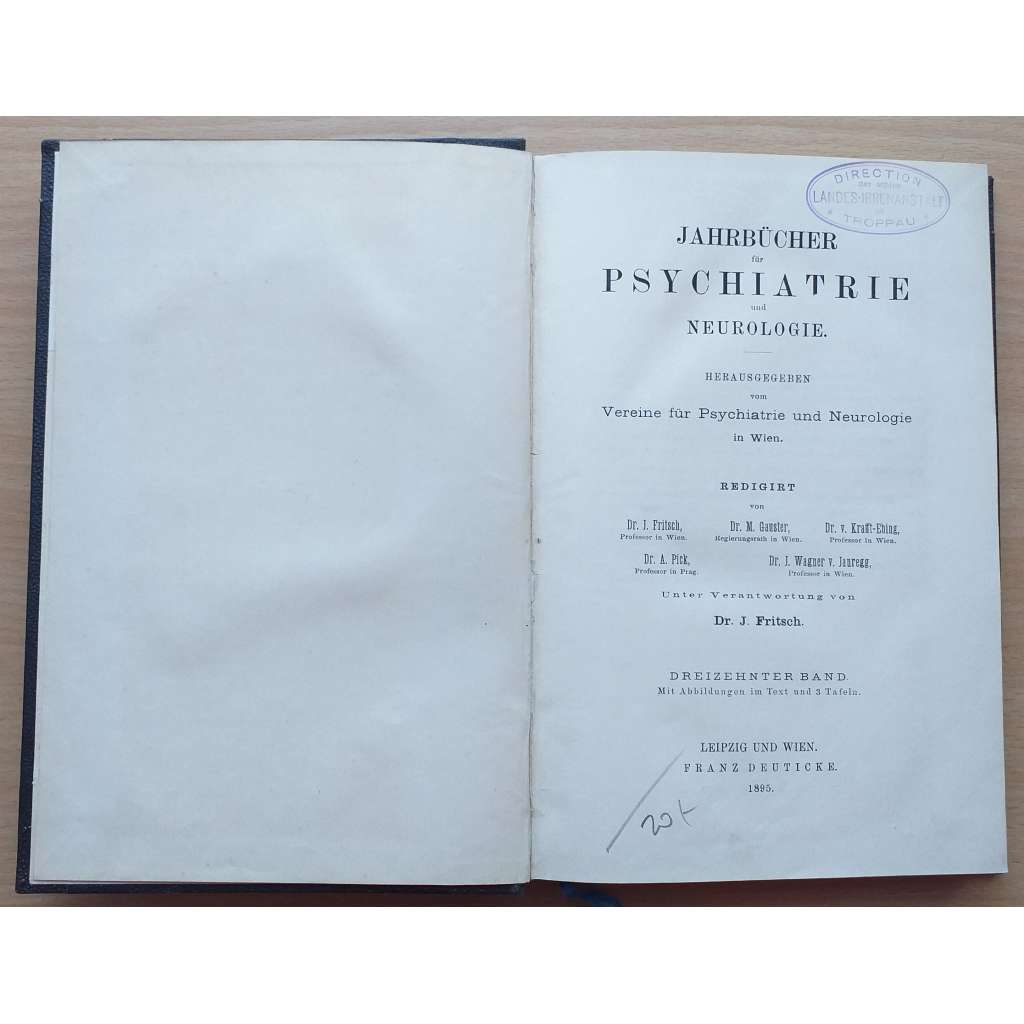 DIRECTION
der schles.
LANDES-IRRENANSTALT
in
TROPPAU
JAHRBÜCHER
für
PSYCHIATRIE
und
NEUROLOGIE.
HERAUSGEGEBEN
vom
Vereine für Psychiatrie und Neurologie
in Wien.
REDIGIRT
von
Dr. J. Fritsch, Dr. M. Gauster, Dr. v. Krafft-Ebing,
Professor in Wien. Regierungsrath in Wien. Professor in Wien.
Dr. A. Pick, Dr. J. Wagner v. Jauregg,
Professor in Prag. Professor in Wien.
Unter Verantwortung von
Dr. J. Fritsch.
DREIZEHNTER BAND.
Mit Abbildungen im Text und 3 Tafeln.
LEIPZIG UND WIEN.
FRANZ DEUTICKE.
1895.